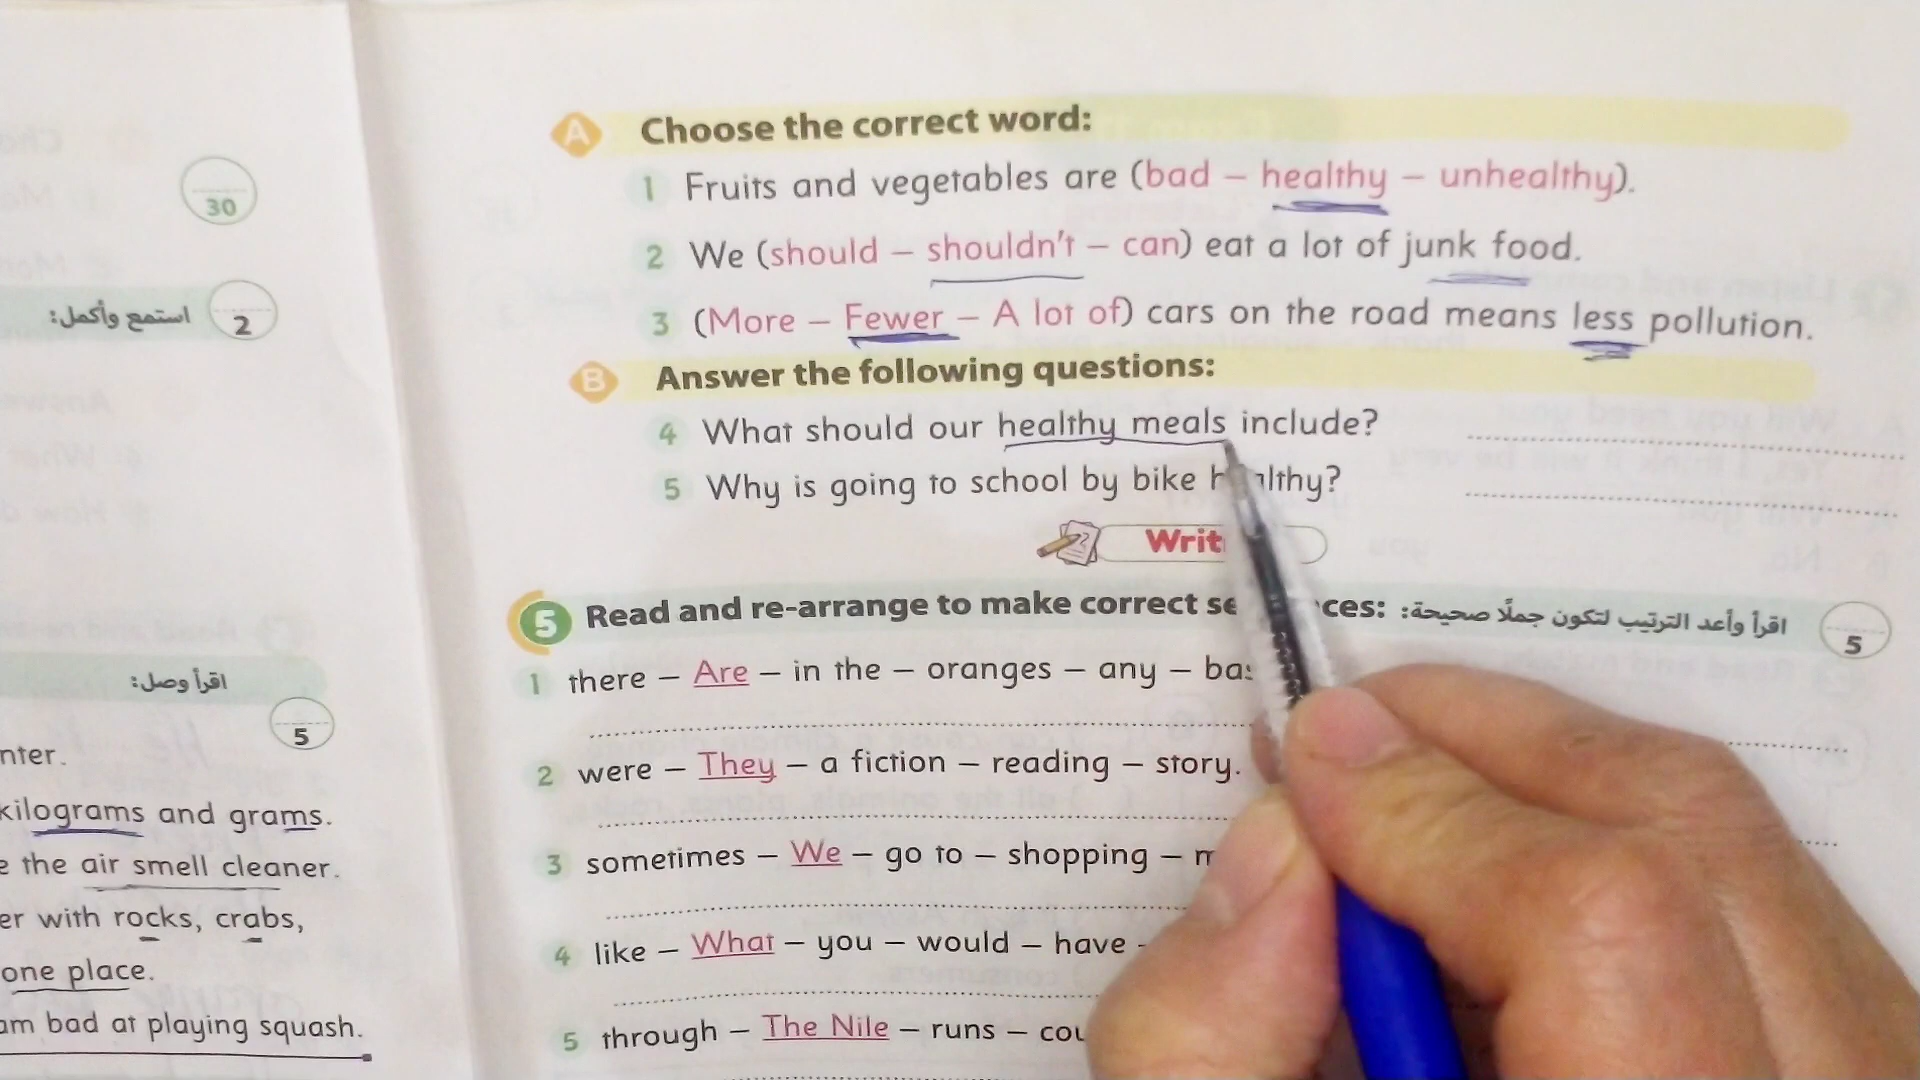 30
استمع وأكمل:
2
اقرأ وصل:
5
kilograms and grams.
the air smell cleaner.
with rocks, crabs,
one place.
am bad at playing squash.
A Choose the correct word:
1 Fruits and vegetables are (bad – healthy – unhealthy).
2 We (should – shouldn't – can) eat a lot of junk food.
3 (More – Fewer – A lot of) cars on the road means less pollution.
B Answer the following questions:
4 What should our healthy meals include?
5 Why is going to school by bike healthy?
5 Read and re-arrange to make correct اقرأ وأعد الترتيب لتكون جملًا صحيحة:
5
1 there – Are – in the – oranges – any –
2 were – They – a fiction – reading – story.
3 sometimes – We – go to – shopping –
4 like – What – you – would – have -
5 through – The Nile – runs –